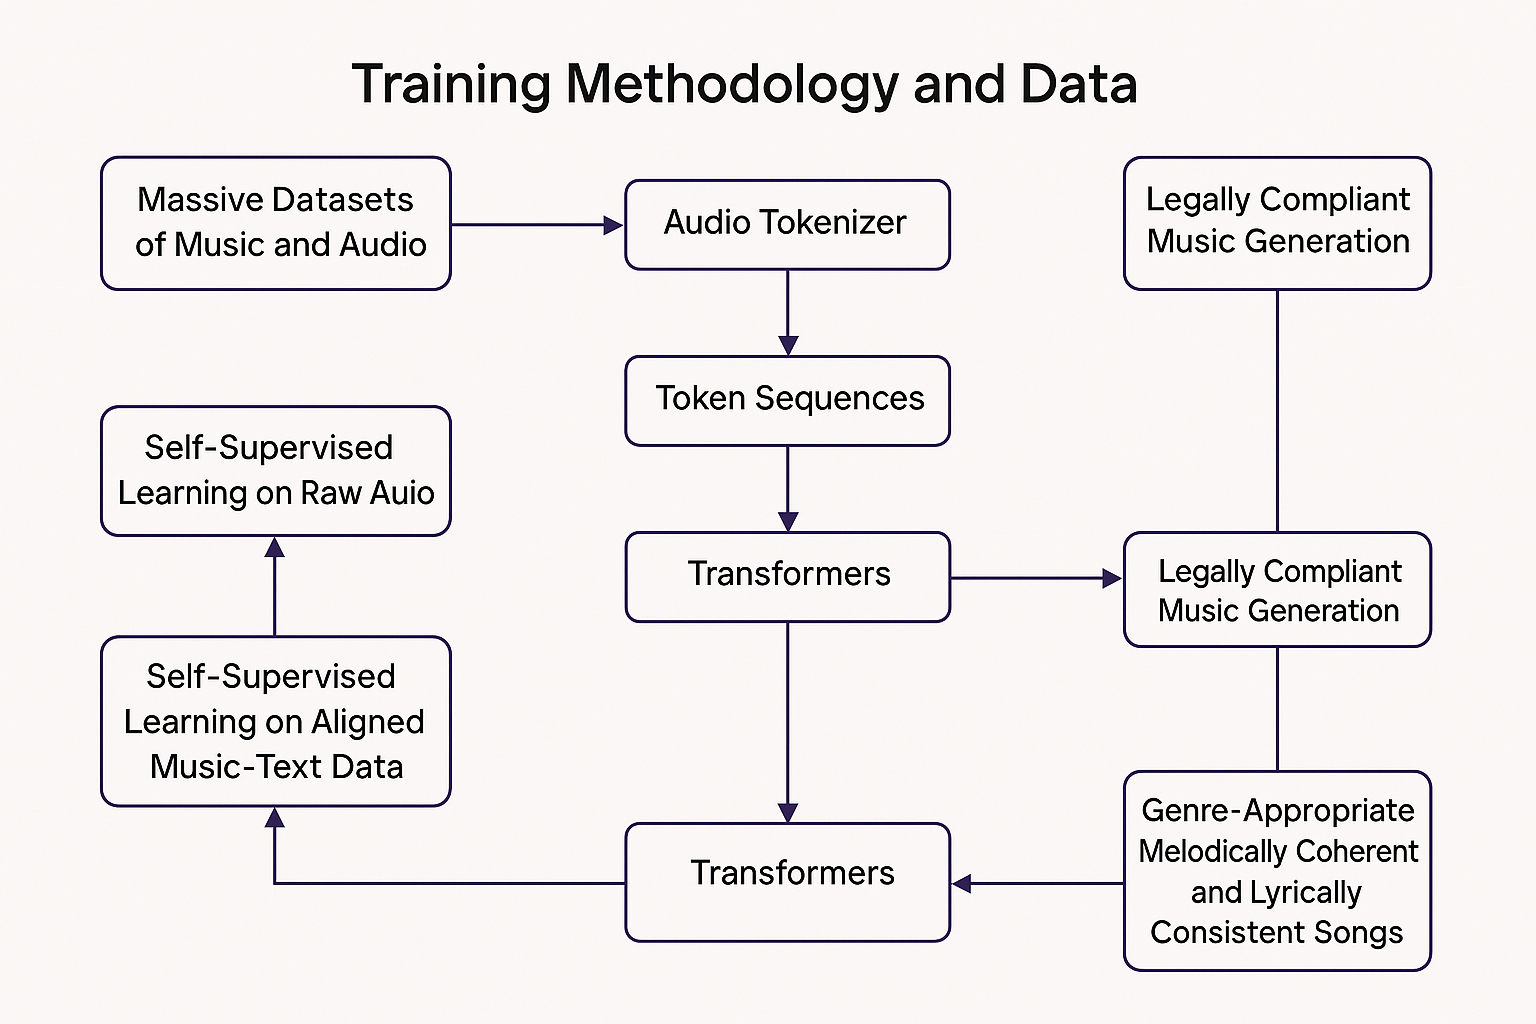 Training Methodology and Data
Massive Datasets
of Music and Audio
Audio Tokenizer
Legally Compliant
Music Generation
Token Sequences
Self-Supervised
Learning on Raw Auio
Transformers
Legally Compliant
Music Generation
Self-Supervised
Learning on Aligned
Music-Text Data
Transformers
Genre-Appropriate
Melodically Coherent
and Lyrically
Consistent Songs